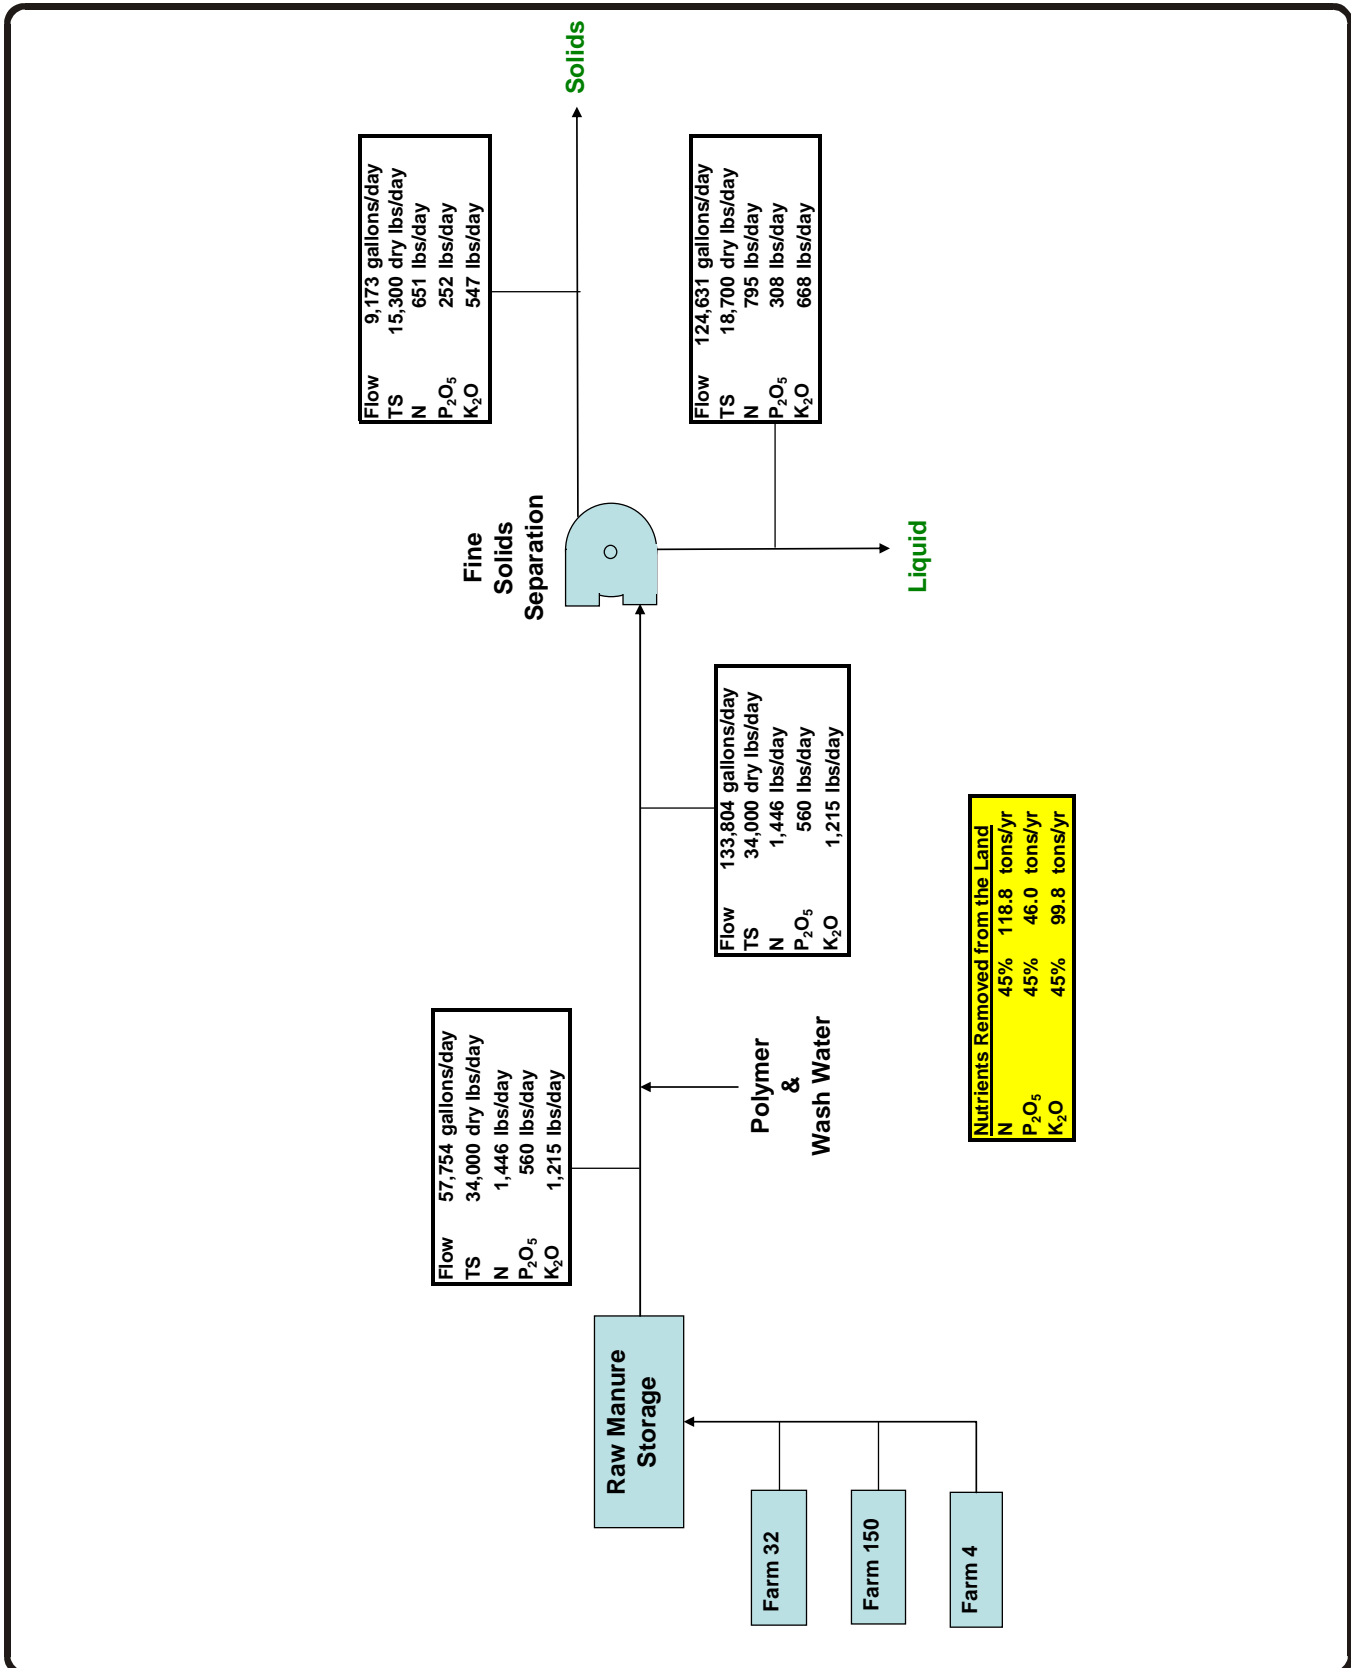 Farm 32
Farm 150
Farm 4
Raw Manure
Storage
Flow 57,754 gallons/day
TS 34,000 dry lbs/day
N 1,446 lbs/day
P₂O₅ 560 lbs/day
K₂O 1,215 lbs/day
Polymer
&
Wash Water
Flow 133,804 gallons/day
TS 34,000 dry lbs/day
N 1,446 lbs/day
P₂O₅ 560 lbs/day
K₂O 1,215 lbs/day
Fine
Solids
Separation
Flow 9,173 gallons/day
TS 15,300 dry lbs/day
N 651 lbs/day
P₂O₅ 252 lbs/day
K₂O 547 lbs/day
Solids
Flow 124,631 gallons/day
TS 18,700 dry lbs/day
N 795 lbs/day
P₂O₅ 308 lbs/day
K₂O 668 lbs/day
Liquid
Nutrients Removed from the Land
N 45% 118.8 tons/yr
P₂O₅ 45% 46.0 tons/yr
K₂O 45% 99.8 tons/yr